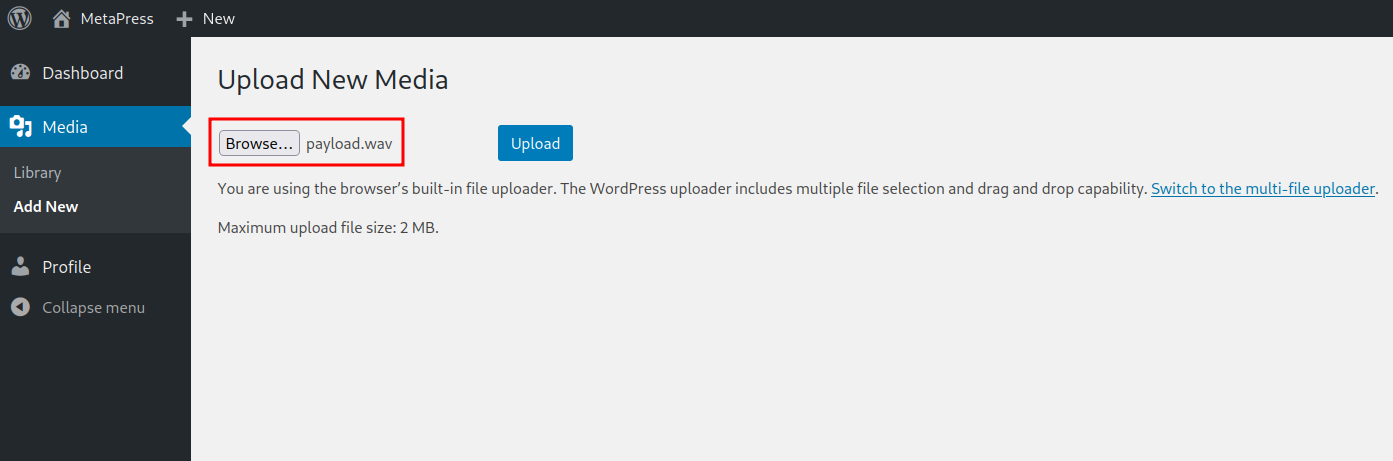 MetaPress New
Dashboard
Media
Library
Add New
Profile
Collapse menu
Upload New Media
Browse… payload.wav Upload
You are using the browser’s built-in file uploader. The WordPress uploader includes multiple file selection and drag and drop capability. Switch to the multi-file uploader.
Maximum upload file size: 2 MB.